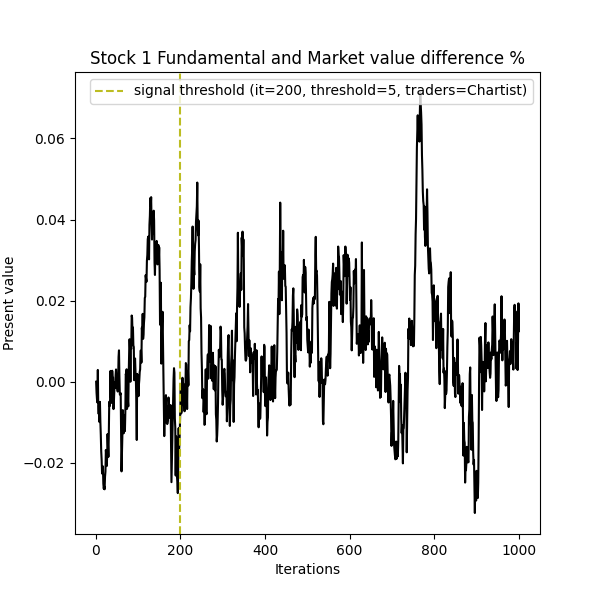 Stock 1 Fundamental and Market value difference %
signal threshold (it=200, threshold=5, traders=Chartist)
0.06
0.04
0.02
0.00
−0.02
Present value
0 200 400 600 800 1000
Iterations